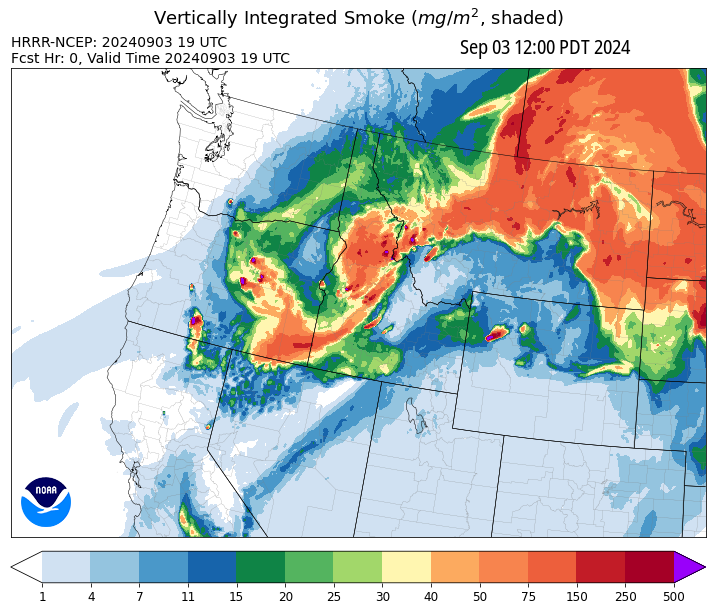 Vertically Integrated Smoke (mg/m², shaded)
HRRR-NCEP: 20240903 19 UTC
Fcst Hr: 0, Valid Time 20240903 19 UTC
Sep 03 12:00 PDT 2024
NOAA
1 4 7 11 15 20 25 30 40 50 75 150 250 500